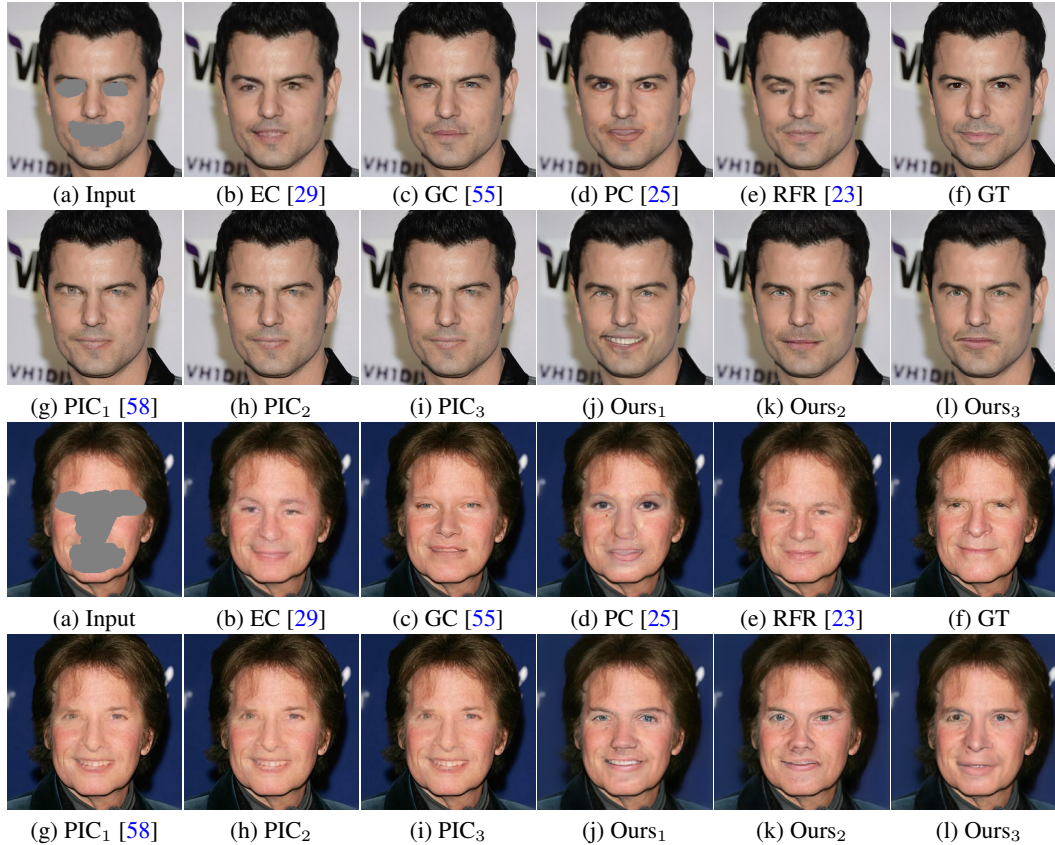 (a) Input (b) EC [29] (c) GC [55] (d) PC [25] (e) RFR [23] (f) GT
(g) PIC₁ [58] (h) PIC₂ (i) PIC₃ (j) Ours₁ (k) Ours₂ (l) Ours₃
(a) Input (b) EC [29] (c) GC [55] (d) PC [25] (e) RFR [23] (f) GT
(g) PIC₁ [58] (h) PIC₂ (i) PIC₃ (j) Ours₁ (k) Ours₂ (l) Ours₃